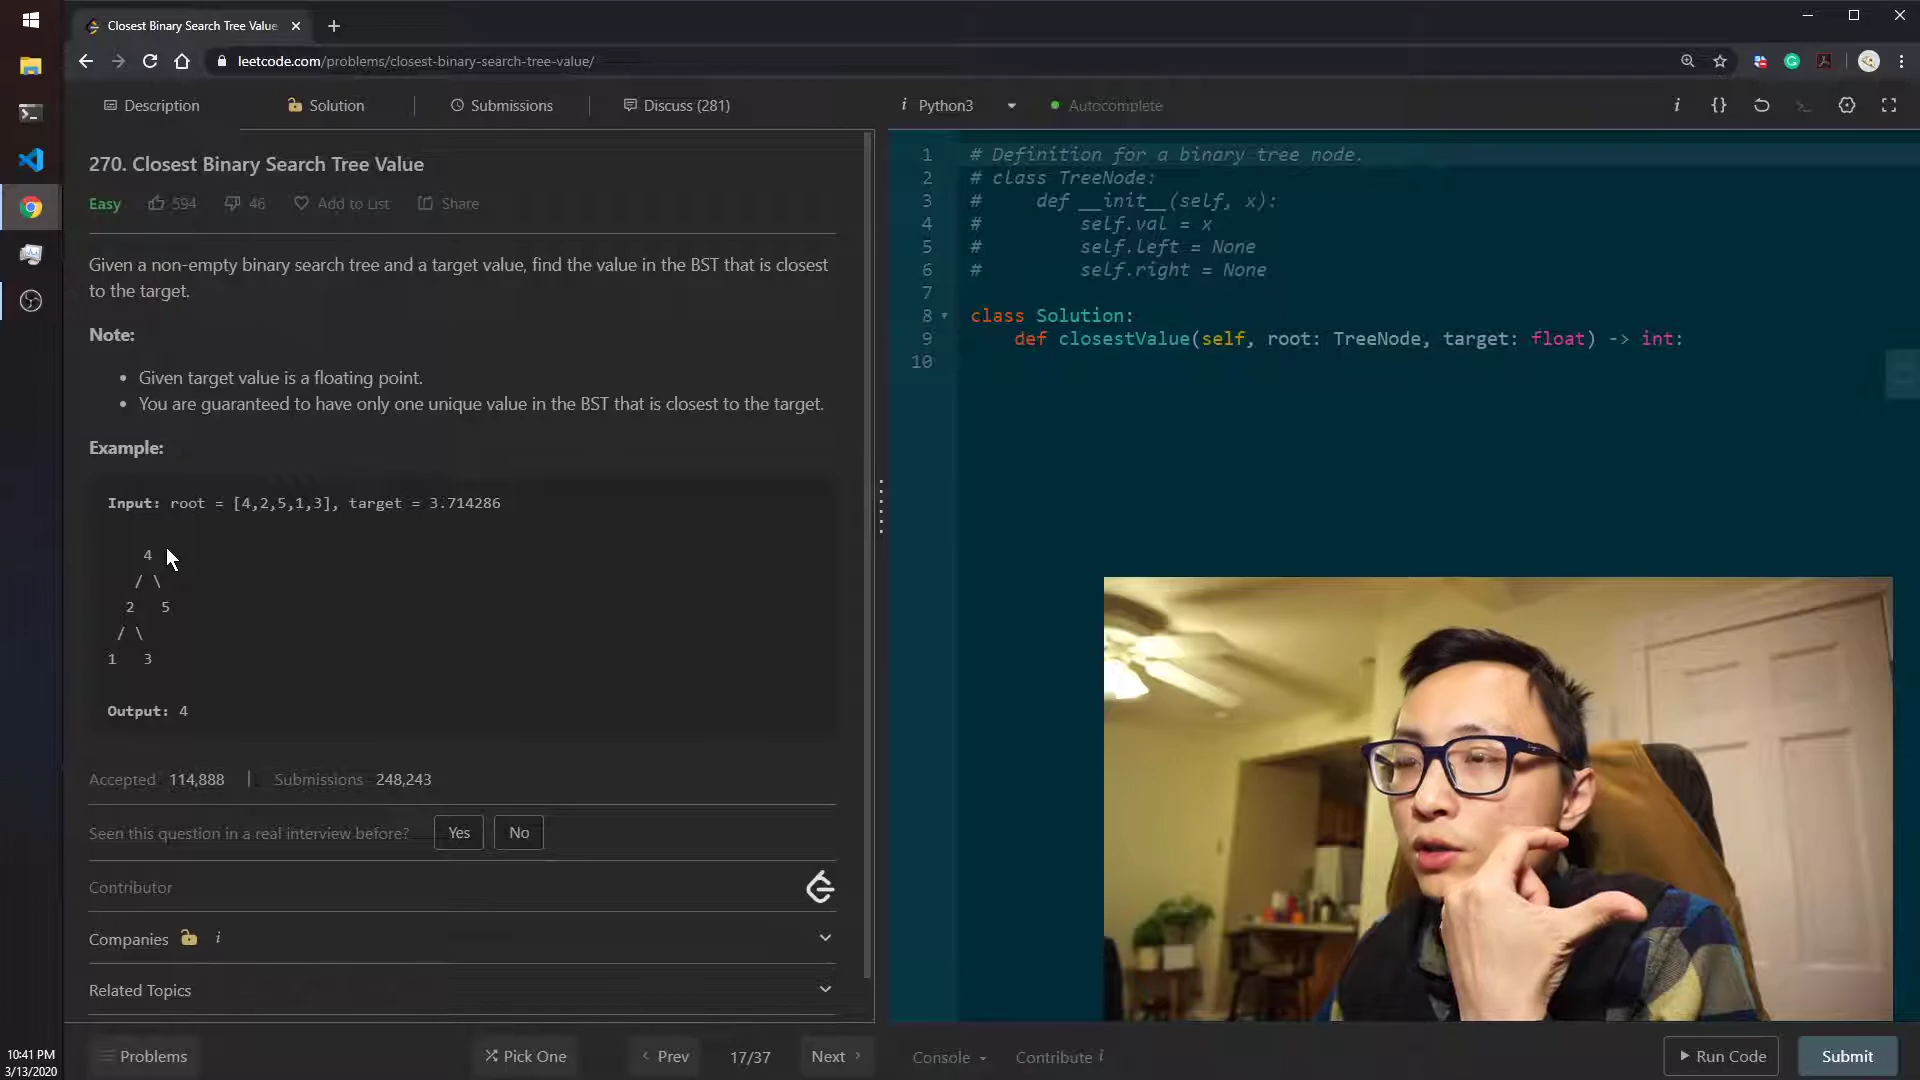 Closest Binary Search Tree Value
leetcode.com/problems/closest-binary-search-tree-value/
Description
Solution
Submissions
Discuss (281)
i Python3
Autocomplete
i {}
270. Closest Binary Search Tree Value
Easy 594 46 Add to List Share
Given a non-empty binary search tree and a target value, find the value in the BST that is closest
to the target.
Note:
• Given target value is a floating point.
• You are guaranteed to have only one unique value in the BST that is closest to the target.
Example:
Input: root = [4,2,5,1,3], target = 3.714286
4
/ \
2 5
/ \
1 3
Output: 4
Accepted 114,888 | Submissions 248,243
Seen this question in a real interview before? Yes No
Contributor
Companies i
Related Topics
Problems
Pick One
‹ Prev
17/37
Next ›
1 # Definition for a binary tree node.
2 # class TreeNode:
3 #     def __init__(self, x):
4 #         self.val = x
5 #         self.left = None
6 #         self.right = None
7
8 class Solution:
9     def closestValue(self, root: TreeNode, target: float) -> int:
10
Console
Contribute i
Run Code
Submit
10:41 PM
3/13/2020